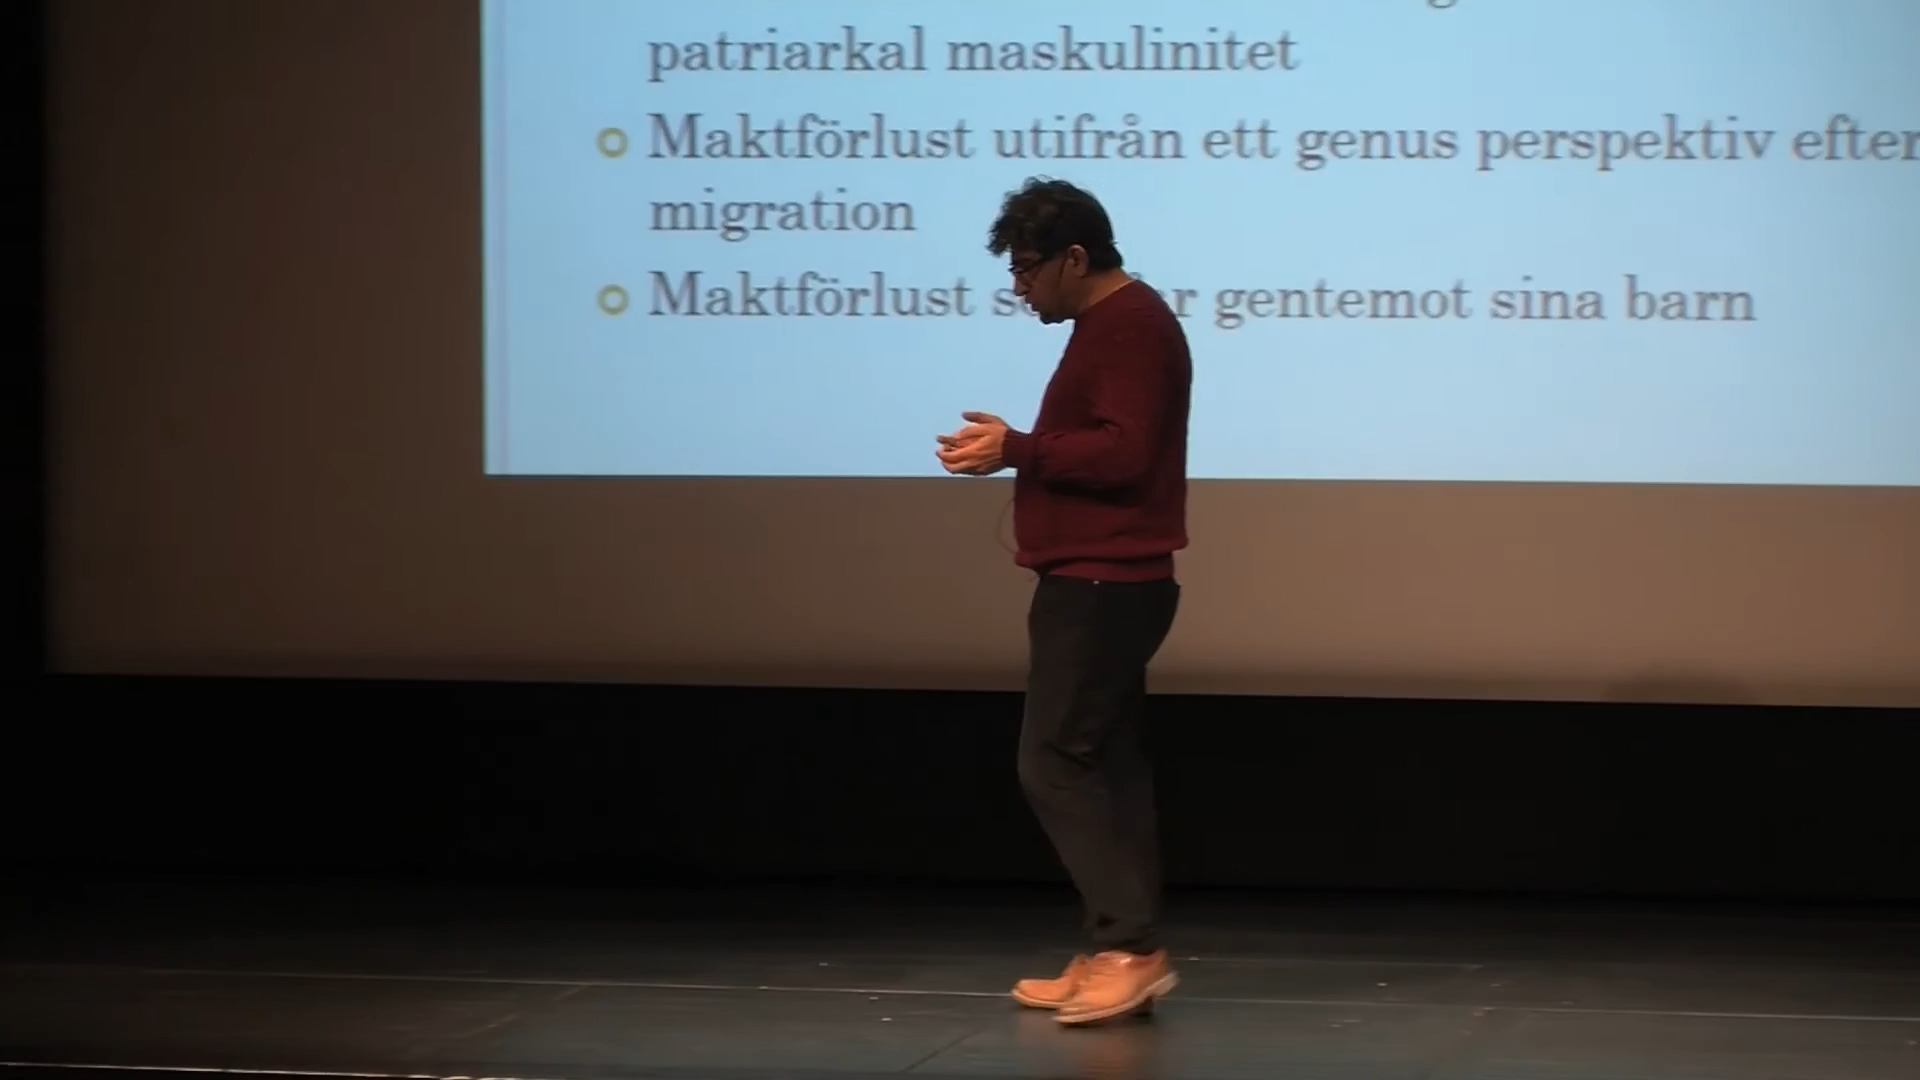 patriarkal maskulinitet
Maktförlust utifrån ett genus perspektiv efter
migration
Maktförlust gentemot sina barn